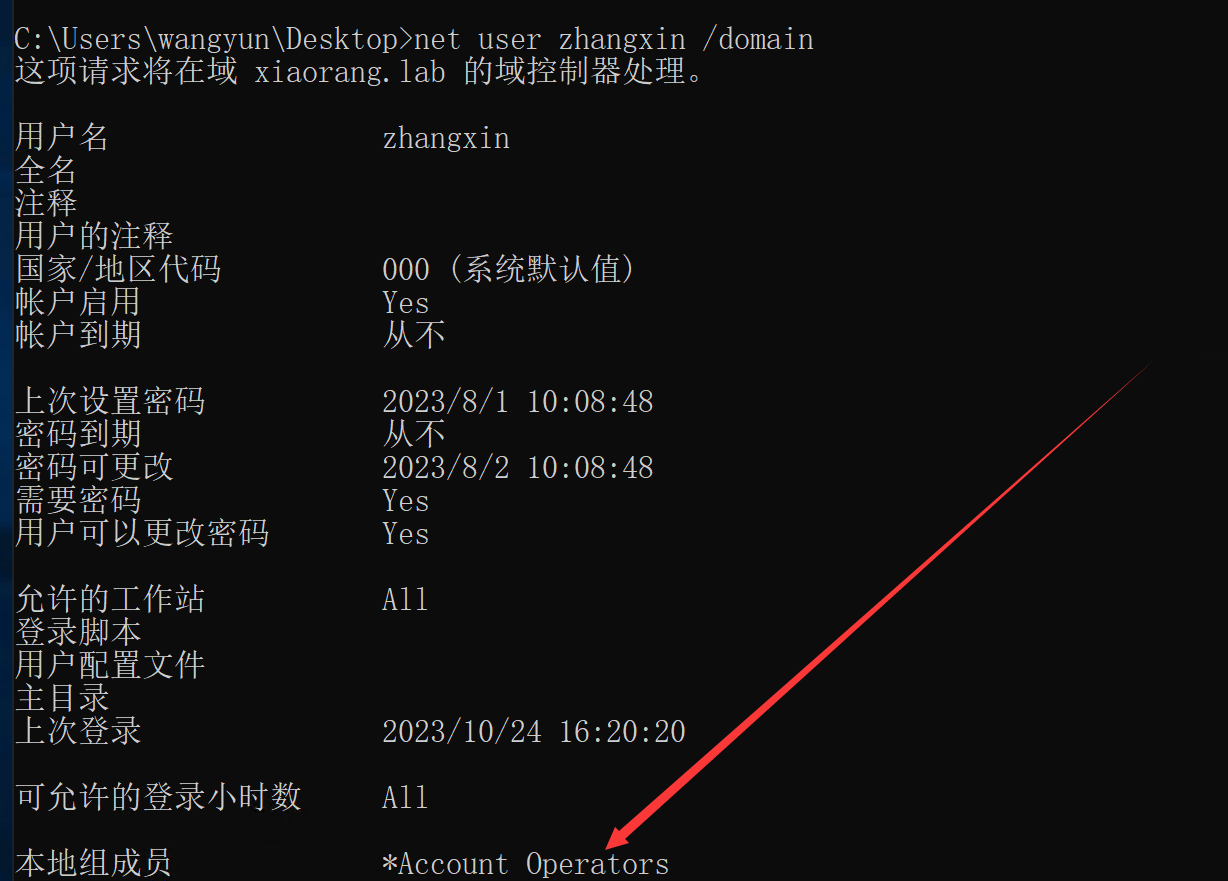 C:\Users\wangyun\Desktop>net user zhangxin /domain
这项请求将在域 xiaorang.lab 的域控制器处理。
用户名 zhangxin
全名
注释
用户的注释
国家/地区代码 000 (系统默认值)
帐户启用 Yes
帐户到期 从不
上次设置密码 2023/8/1 10:08:48
密码到期 从不
密码可更改 2023/8/2 10:08:48
需要密码 Yes
用户可以更改密码 Yes
允许的工作站 All
登录脚本
用户配置文件
主目录
上次登录 2023/10/24 16:20:20
可允许的登录小时数 All
本地组成员 *Account Operators